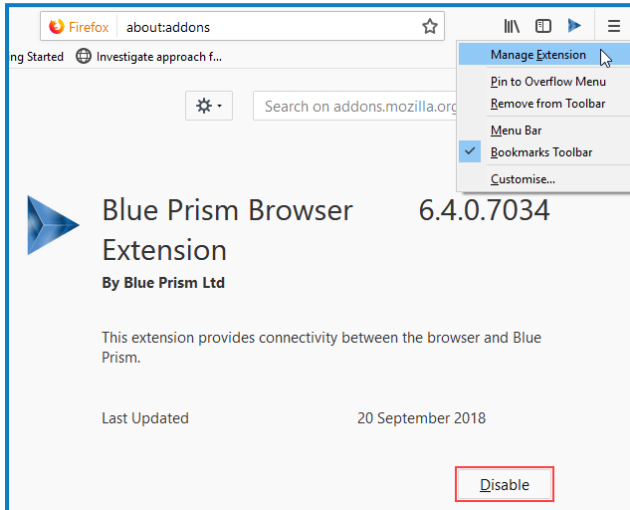 Firefox about:addons
ng Started Investigate approach f...
Manage Extension
Pin to Overflow Menu
Remove from Toolbar
Menu Bar
Bookmarks Toolbar
Customise...
Search on addons.mozilla.org
Blue Prism Browser 6.4.0.7034
Extension
By Blue Prism Ltd
This extension provides connectivity between the browser and Blue
Prism.
Last Updated 20 September 2018
Disable